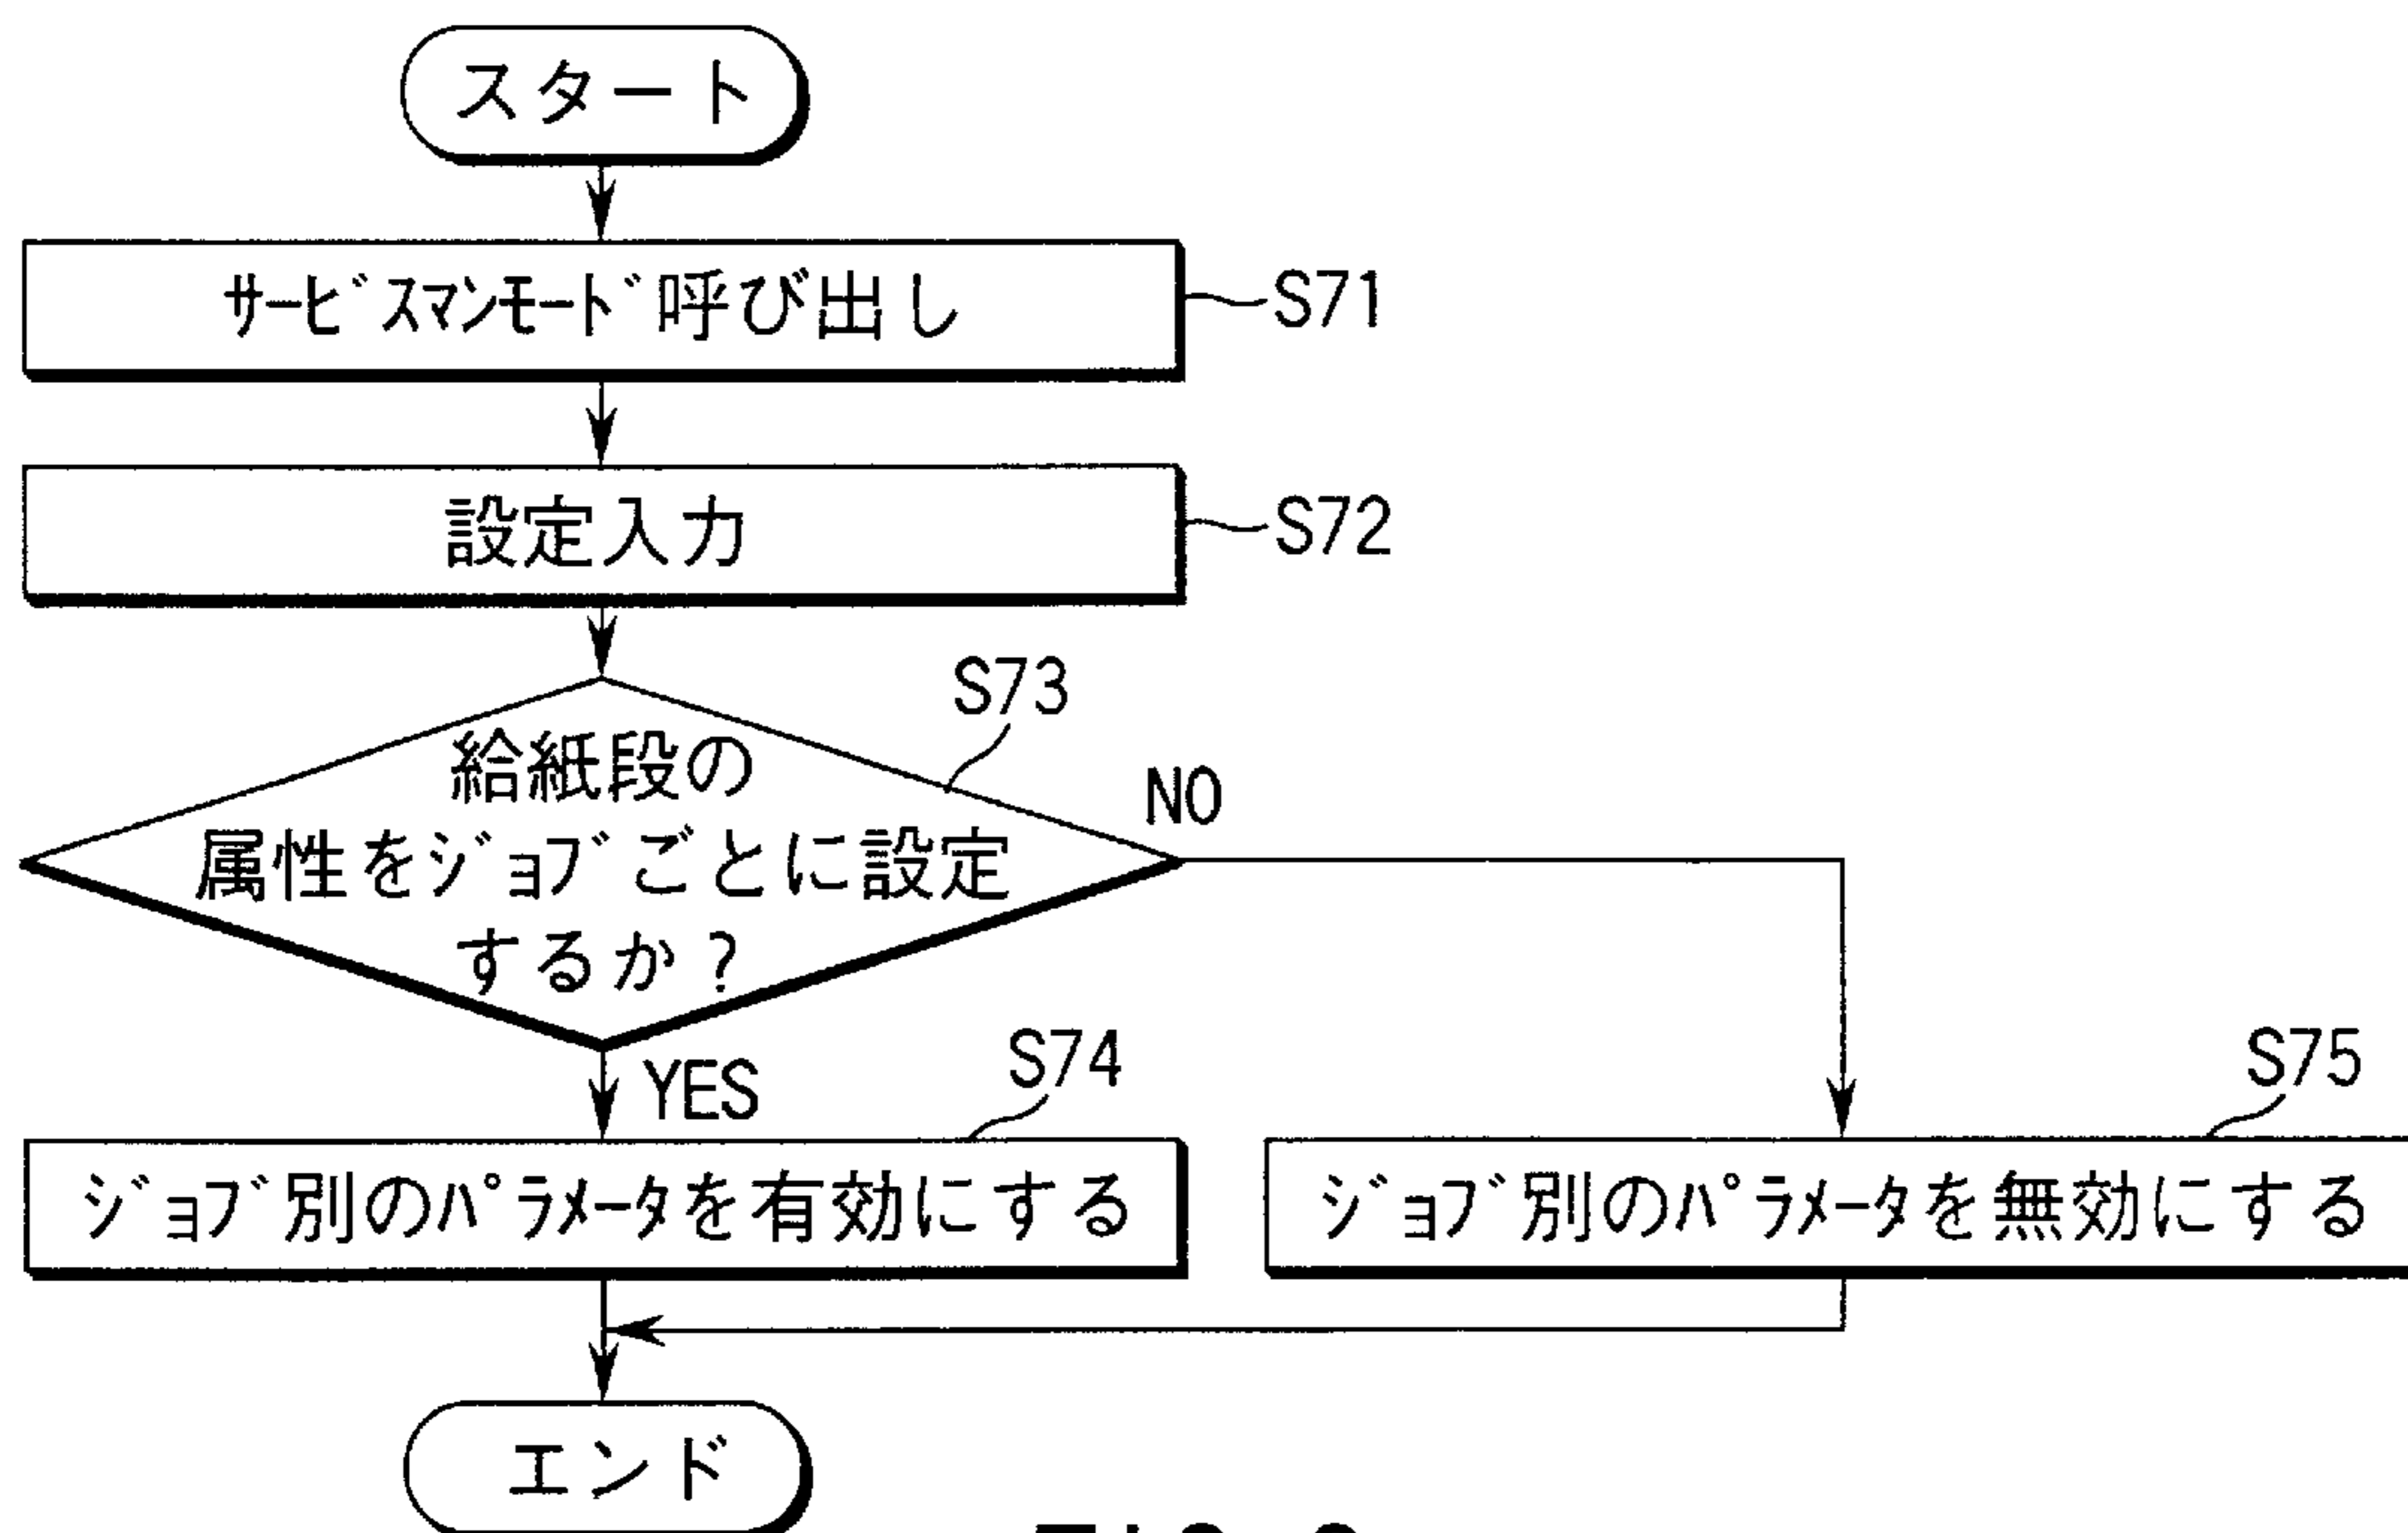 スタート
ｻｰﾋﾞｽﾏﾝﾓｰﾄﾞ呼び出し
S71
設定入力
S72
S73
給紙段の
属性をｼﾞｮﾌﾞごとに設定
するか?
NO
YES
S74
S75
ｼﾞｮﾌﾞ別のﾊﾟﾗﾒｰﾀを有効にする
ｼﾞｮﾌﾞ別のﾊﾟﾗﾒｰﾀを無効にする
エンド